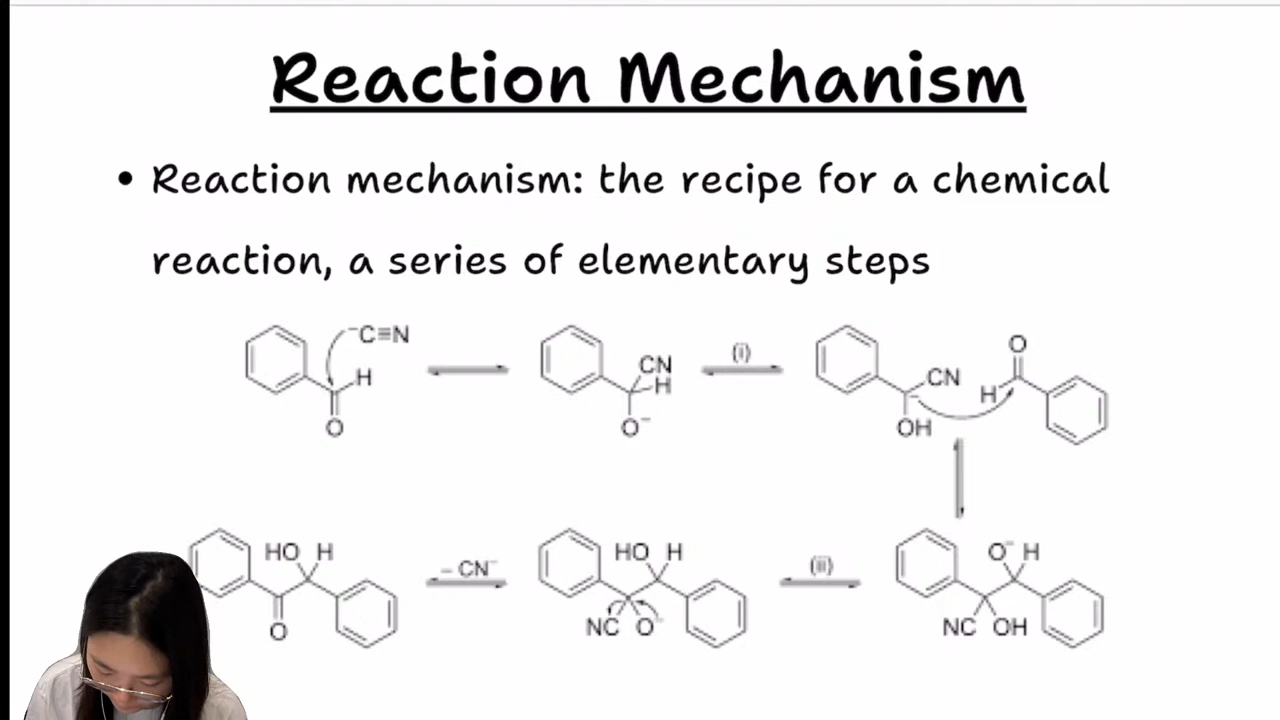 Reaction Mechanism
• Reaction mechanism: the recipe for a chemical
reaction, a series of elementary steps
⁻C≡N
H
O
CN
H
O⁻
(i)
CN
OH
O
H
HO H
O
– CN⁻
HO H
NC O⁻
(ii)
O⁻ H
NC OH